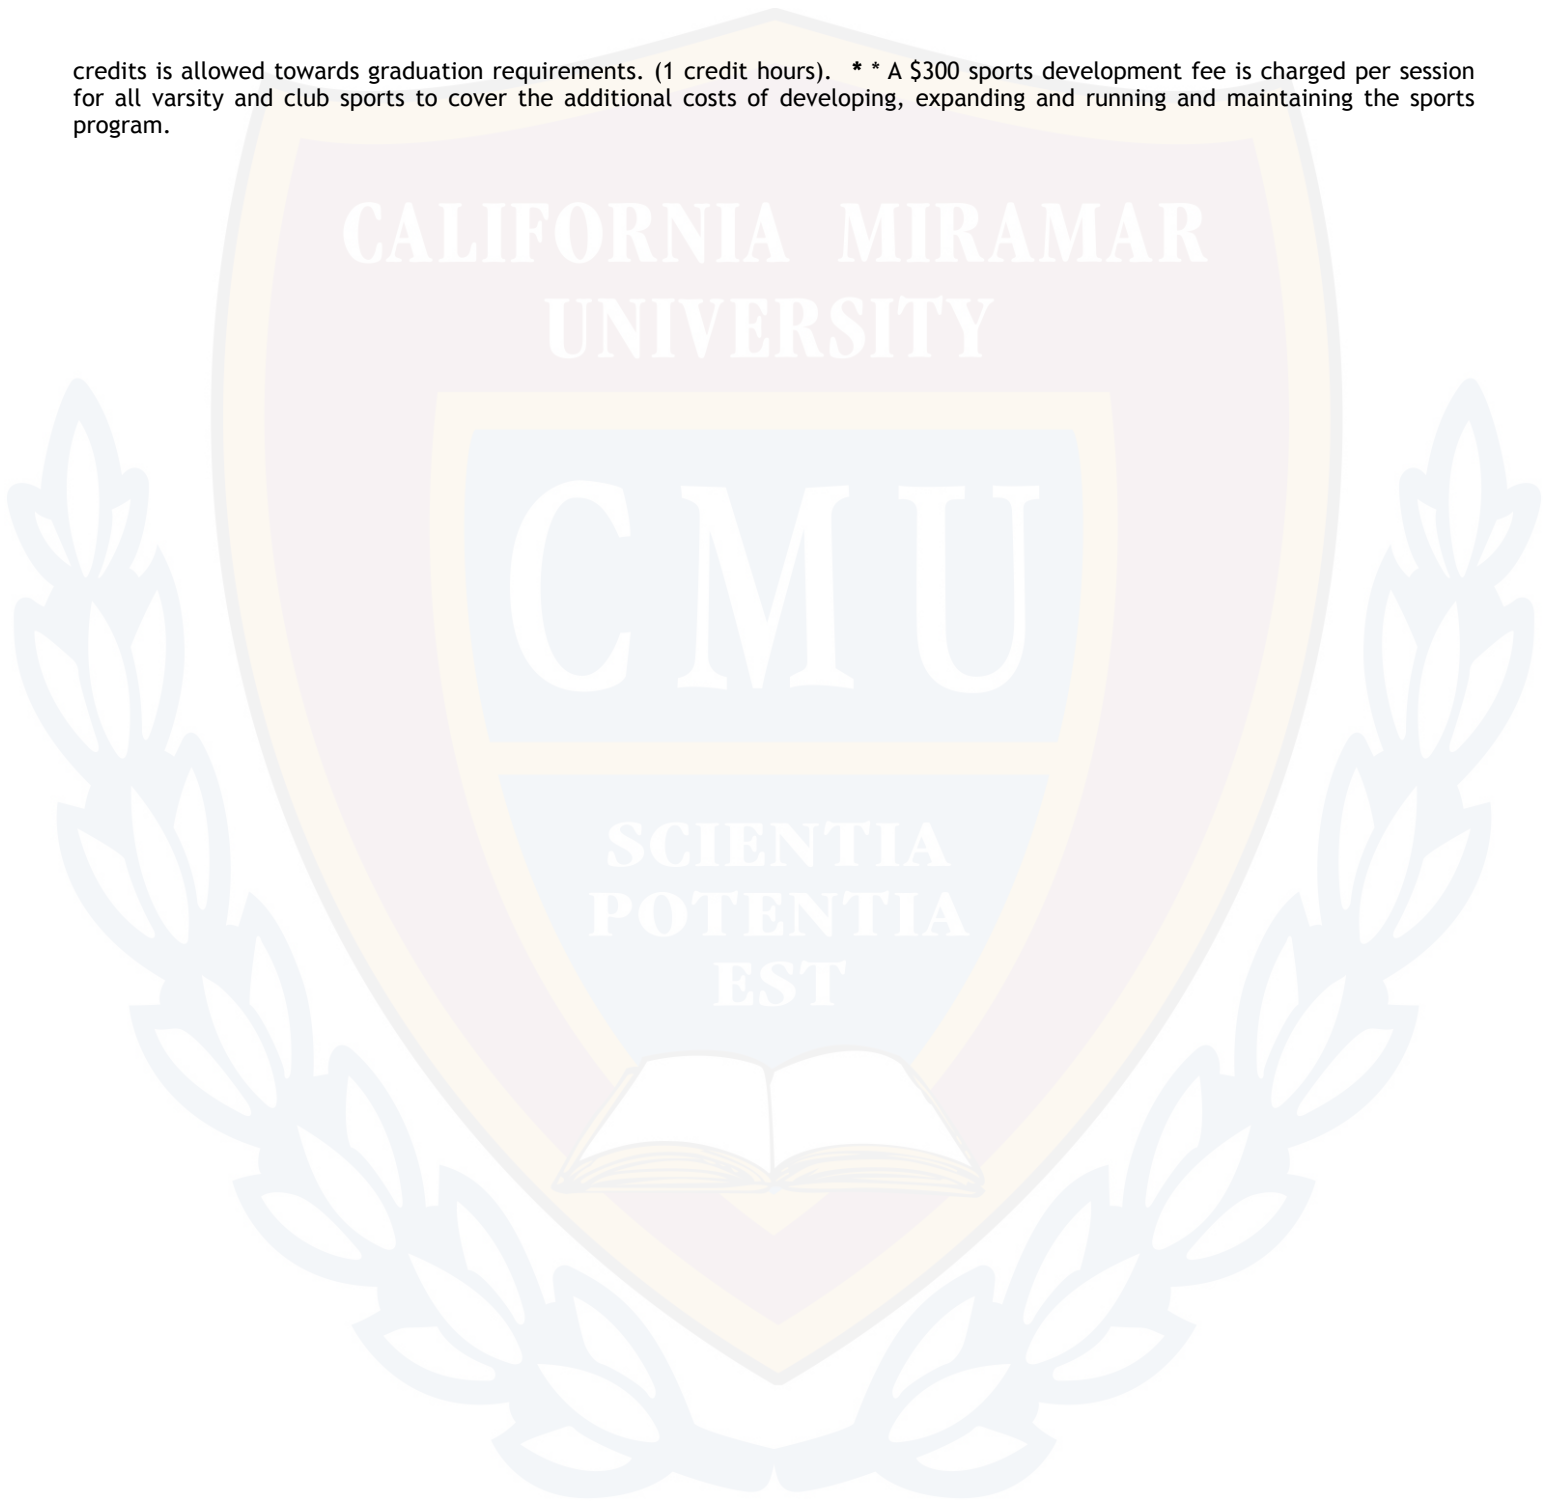 credits is allowed towards graduation requirements. (1 credit hours). * * A $300 sports development fee is charged per session
for all varsity and club sports to cover the additional costs of developing, expanding and running and maintaining the sports
program.
CALIFORNIA MIRAMAR
UNIVERSITY
CMU
SCIENTIA
POTENTIA
EST